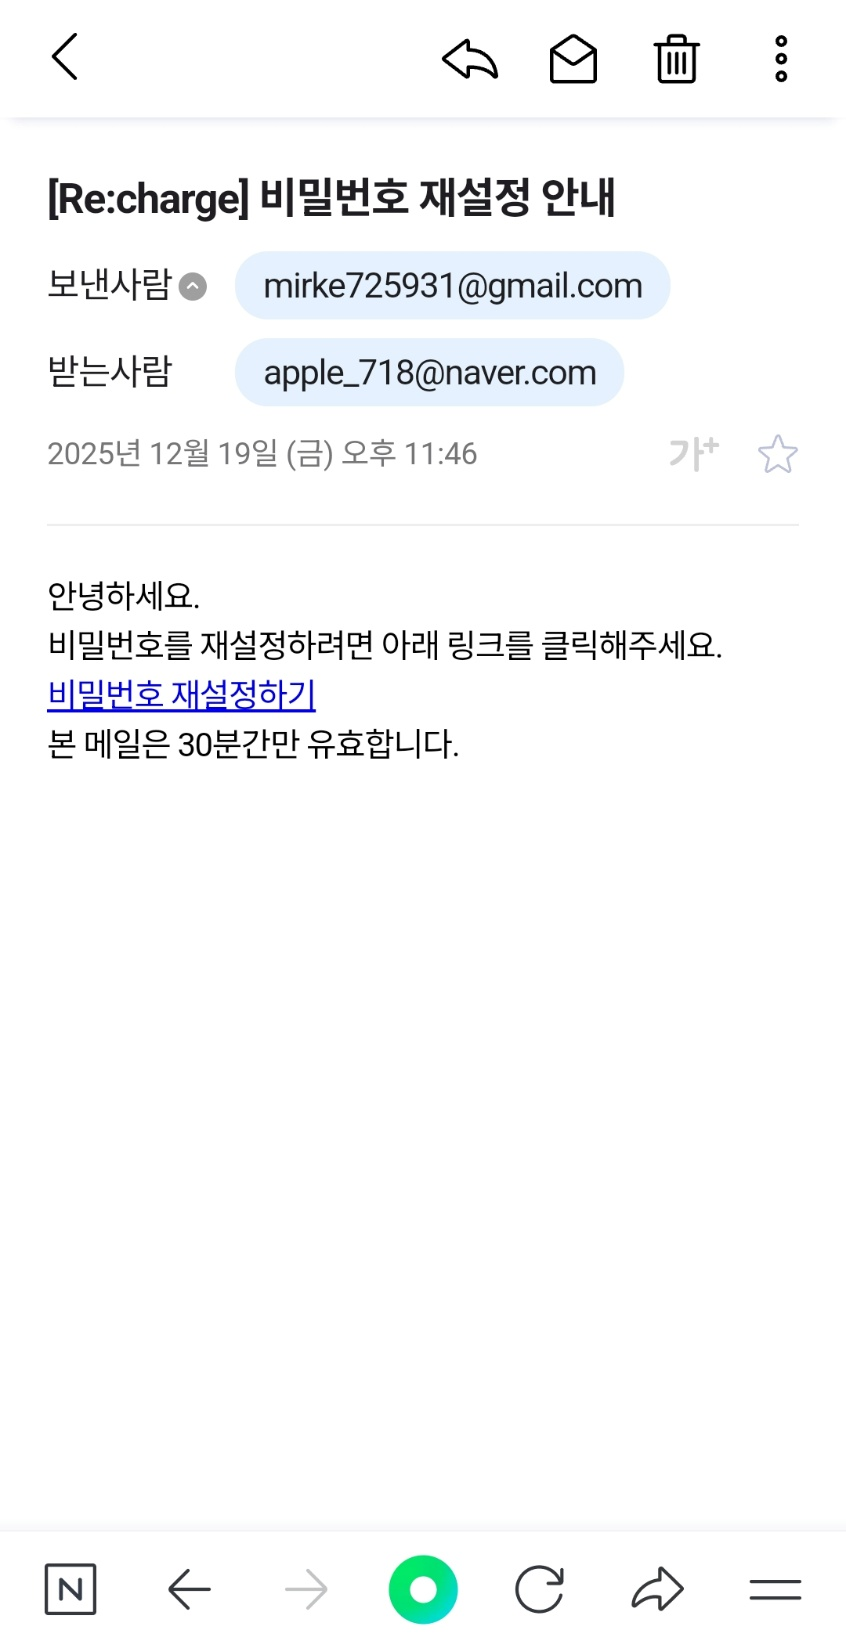 [Re:charge] 비밀번호 재설정 안내
보낸사람 mirke725931@gmail.com
받는사람 apple_718@naver.com
2025년 12월 19일 (금) 오후 11:46 가+
안녕하세요.
비밀번호를 재설정하려면 아래 링크를 클릭해주세요.
비밀번호 재설정하기
본 메일은 30분간만 유효합니다.
N